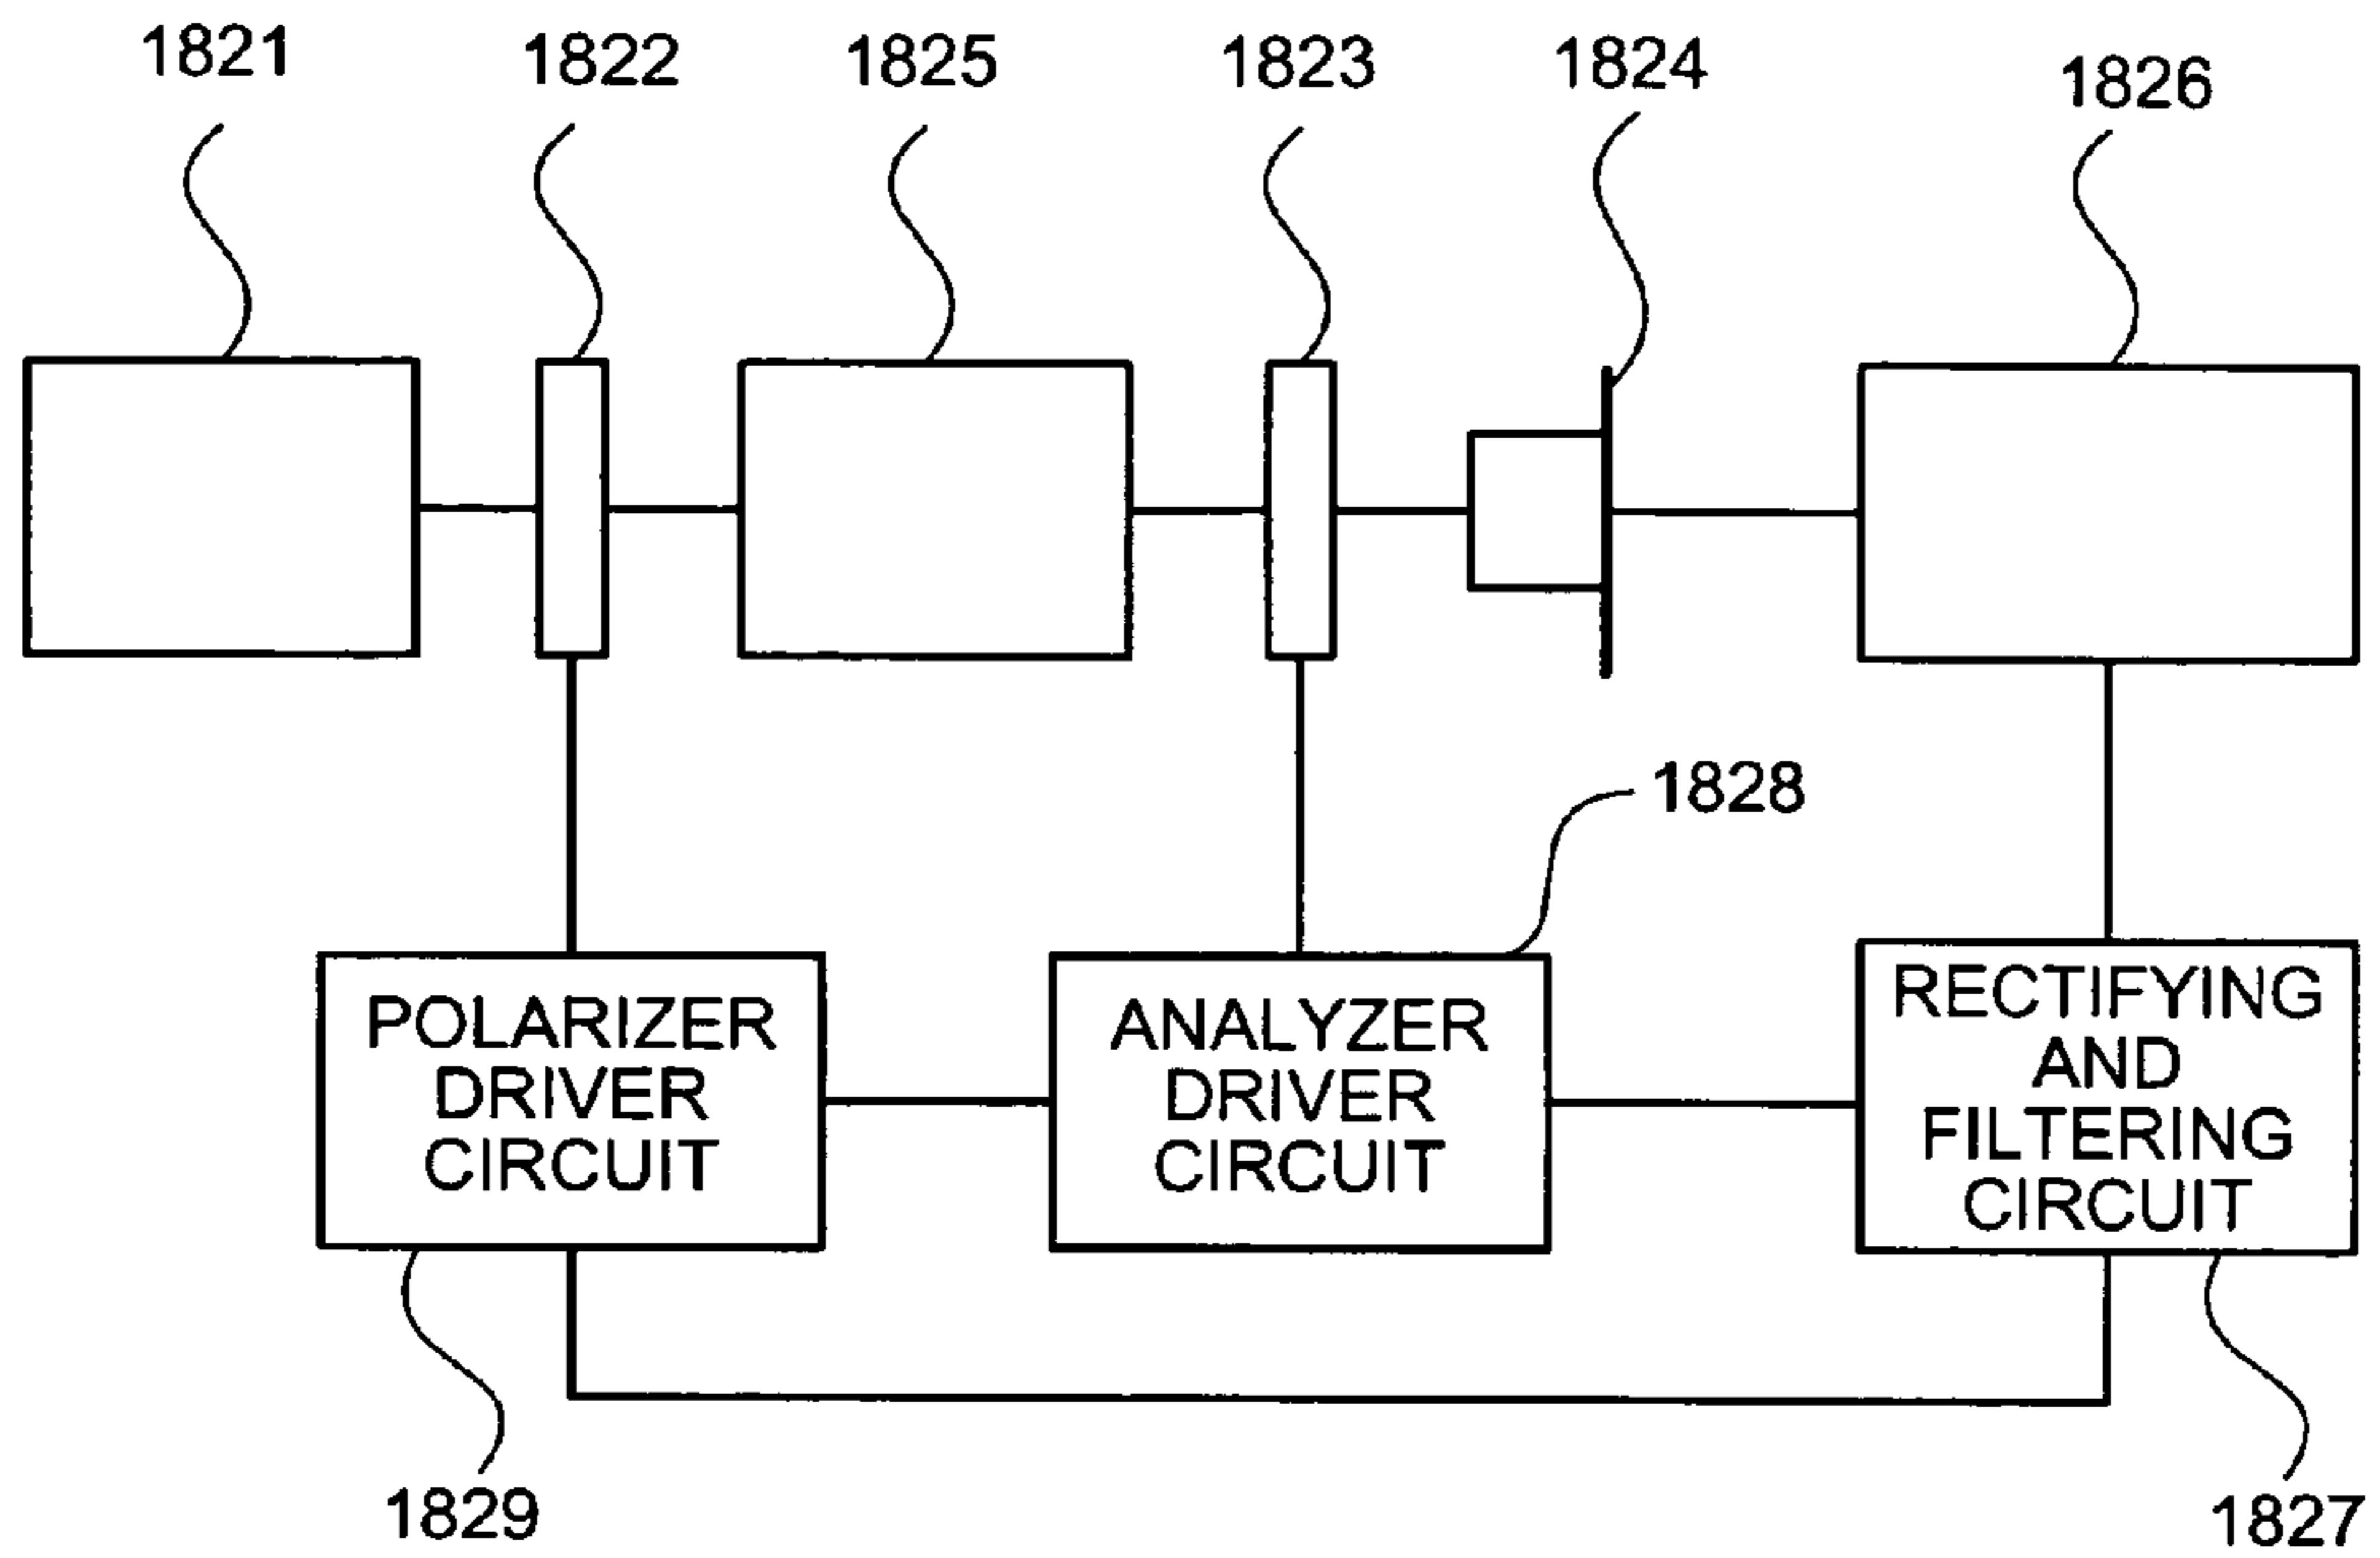 1821
1822
1825
1823
1824
1826
1828
POLARIZER
DRIVER
CIRCUIT
ANALYZER
DRIVER
CIRCUIT
RECTIFYING
AND
FILTERING
CIRCUIT
1829
1827